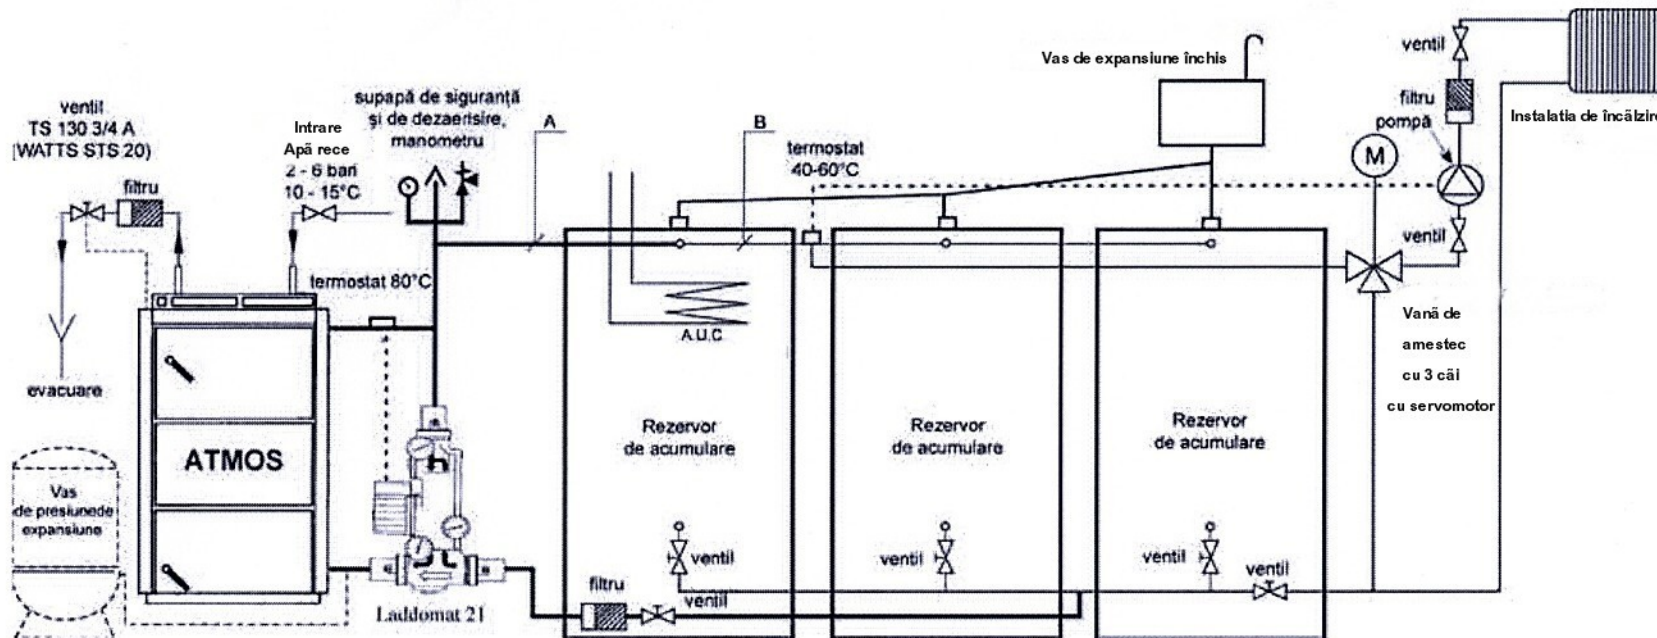 ventil
TS 130 3/4 A
(WATTS STS 20)
filtru
evacuare
Intrare
Apă rece
2 - 6 bari
10 - 15°C
supapă de siguranță
și de dezaerisire,
manometru
termostat 80°C
A
B
termostat
40-60°C
Vas de expansiune închis
ventil
filtru
pompă
M
ventil
Instalatia de încălzire
Vană de
amestec
cu 3 căi
cu servomotor
A.U.C.
ATMOS
Vas
de presiunede
expansiune
Rezervor
de acumulare
Rezervor
de acumulare
Rezervor
de acumulare
ventil
ventil
ventil
ventil
filtru
ventil
Laddomat 21